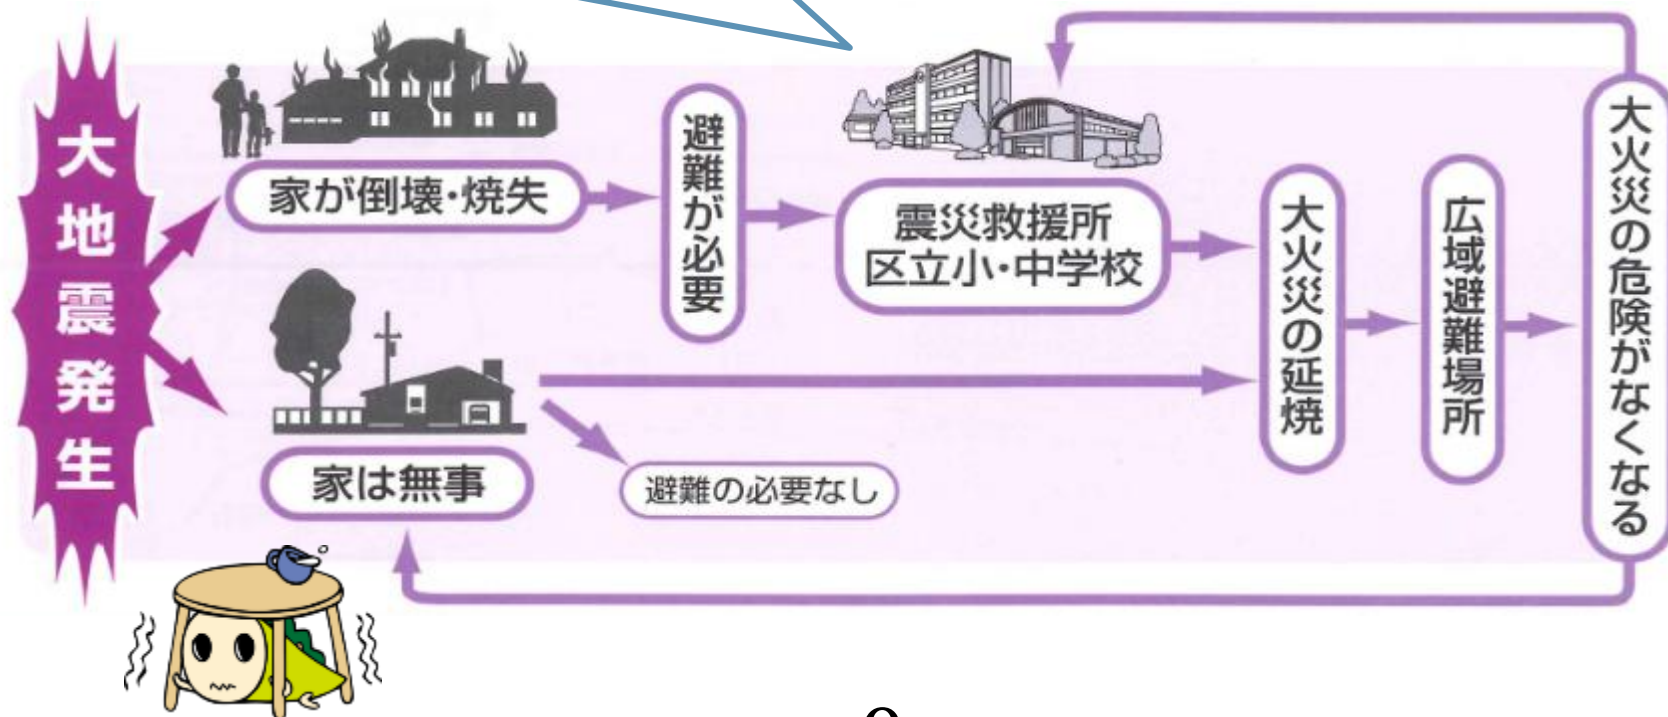 大地震発生
家が倒壊・焼失
避難が必要
震災救援所
区立小・中学校
大火災の延焼
広域避難場所
大火災の危険がなくなる
家は無事
避難の必要なし